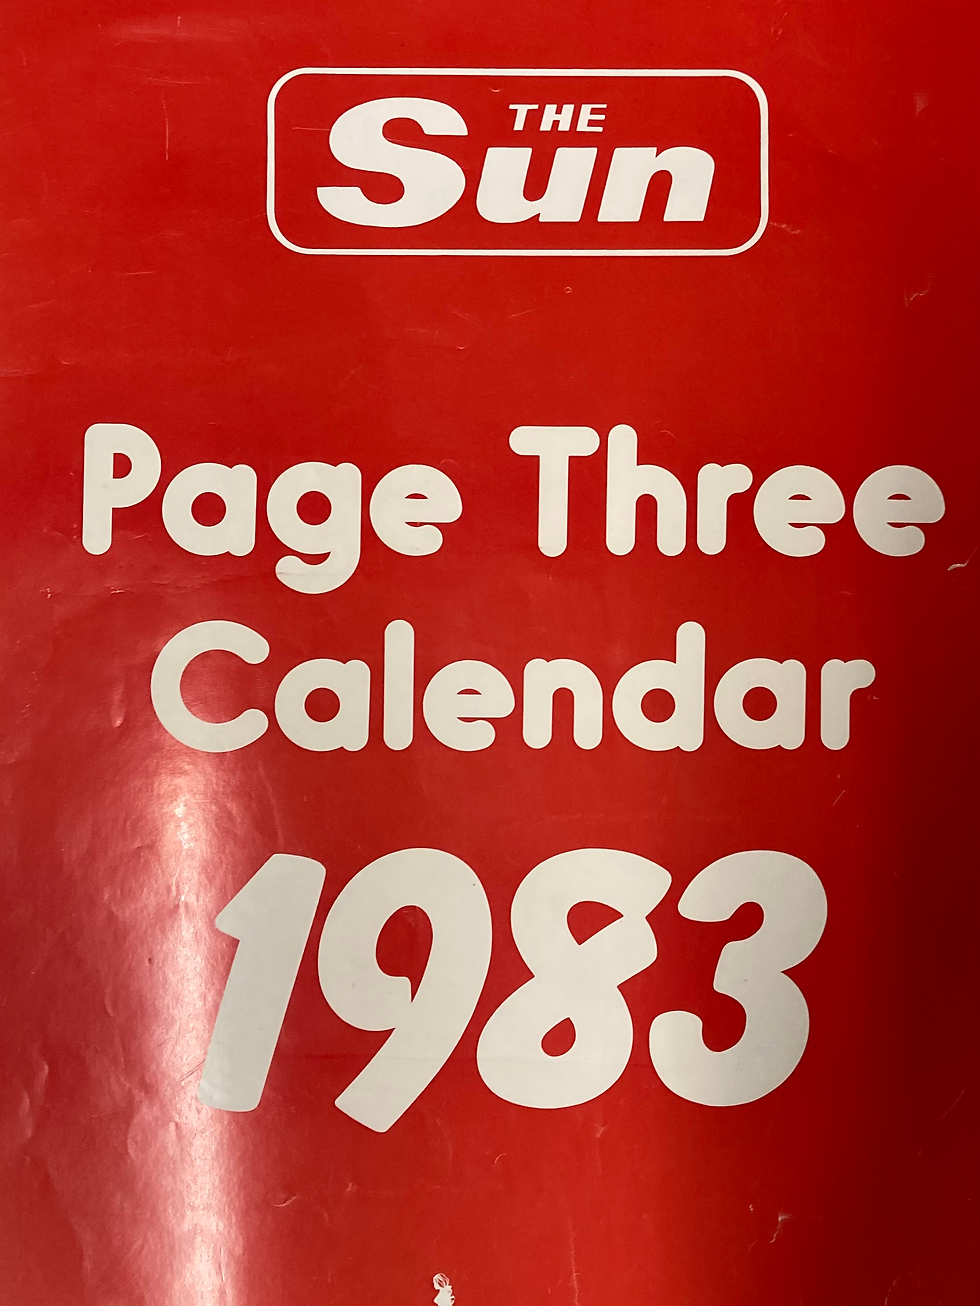 THE
Sun
Page Three
Calendar
1983